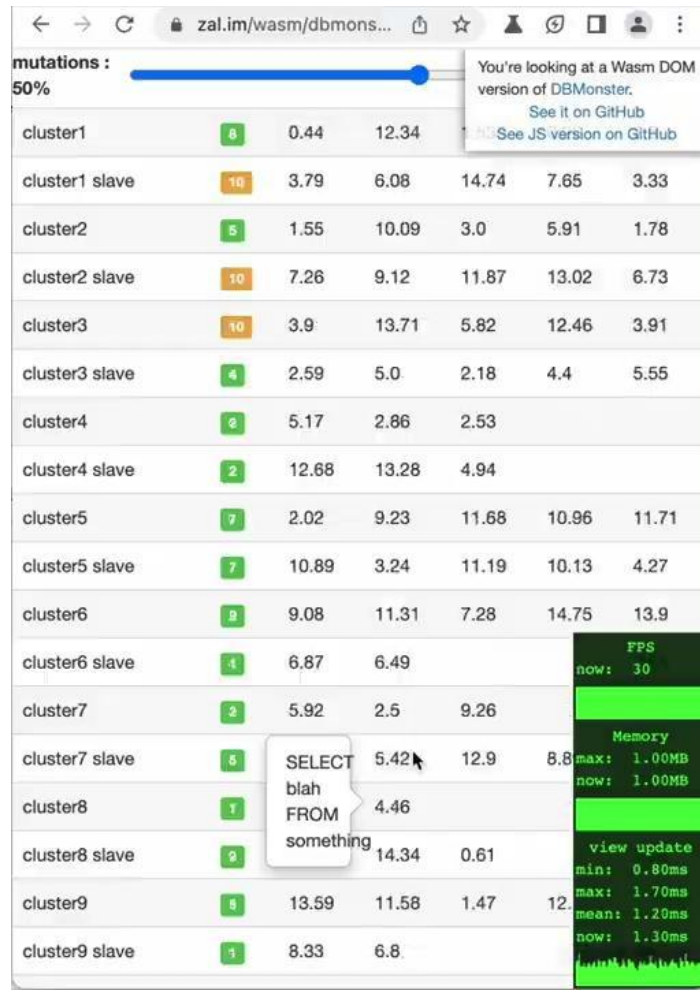 zal.im/wasm/dbmons...
mutations :
50%
You're looking at a Wasm DOM
version of DBMonster.
See it on GitHub
See JS version on GitHub
cluster1 8 0.44 12.34
cluster1 slave 10 3.79 6.08 14.74 7.65 3.33
cluster2 5 1.55 10.09 3.0 5.91 1.78
cluster2 slave 10 7.26 9.12 11.87 13.02 6.73
cluster3 10 3.9 13.71 5.82 12.46 3.91
cluster3 slave 4 2.59 5.0 2.18 4.4 5.55
cluster4 5.17 2.86 2.53
cluster4 slave 2 12.68 13.28 4.94
cluster5 7 2.02 9.23 11.68 10.96 11.71
cluster5 slave 7 10.89 3.24 11.19 10.13 4.27
cluster6 9.08 11.31 7.28 14.75 13.9
cluster6 slave 6.87 6.49
cluster7 5.92 2.5 9.26
cluster7 slave 5.42 12.9
cluster8 4.46
cluster8 slave 14.34 0.61
cluster9 13.59 11.58 1.47 12.
cluster9 slave 8.33 6.8
SELECT
blah
FROM
something
FPS
now: 30
Memory
max: 1.00MB
now: 1.00MB
view update
min: 0.80ms
max: 1.70ms
mean: 1.20ms
now: 1.30ms